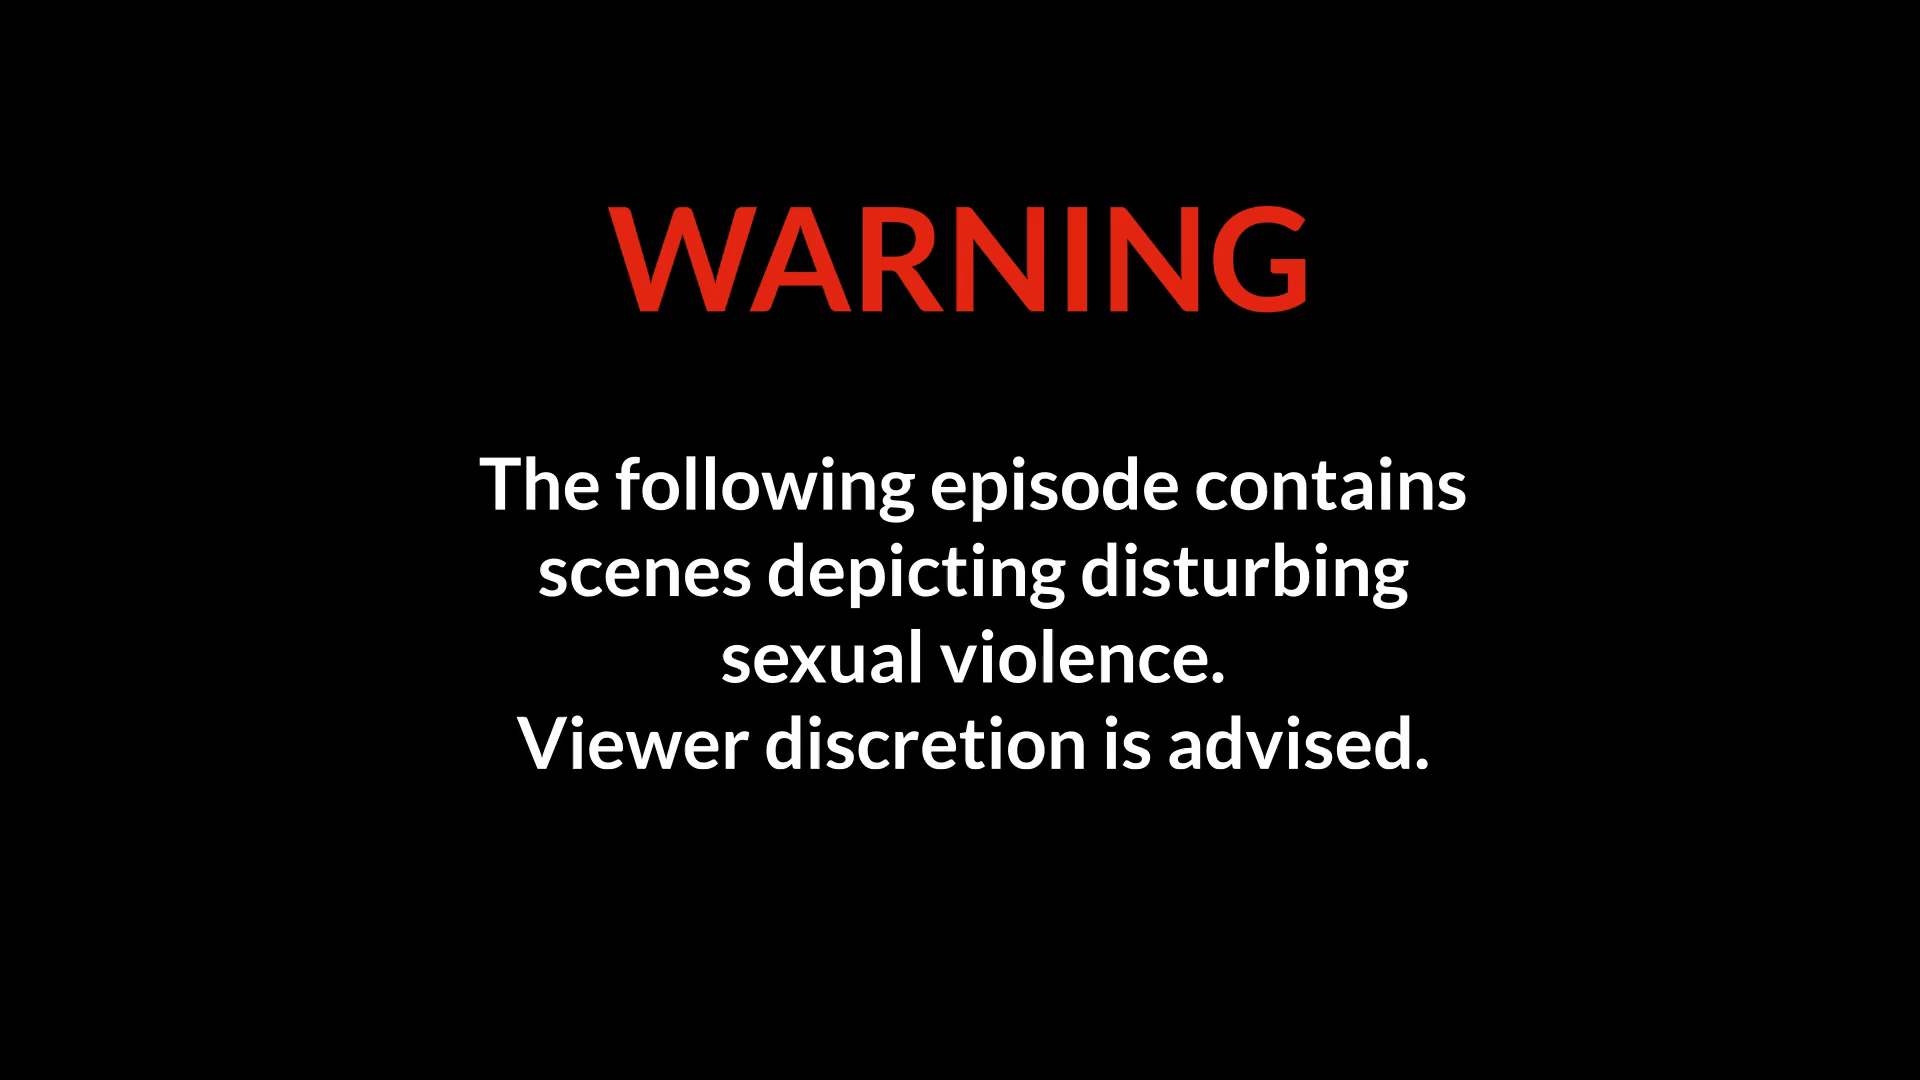 WARNING
The following episode contains
scenes depicting disturbing
sexual violence.
Viewer discretion is advised.